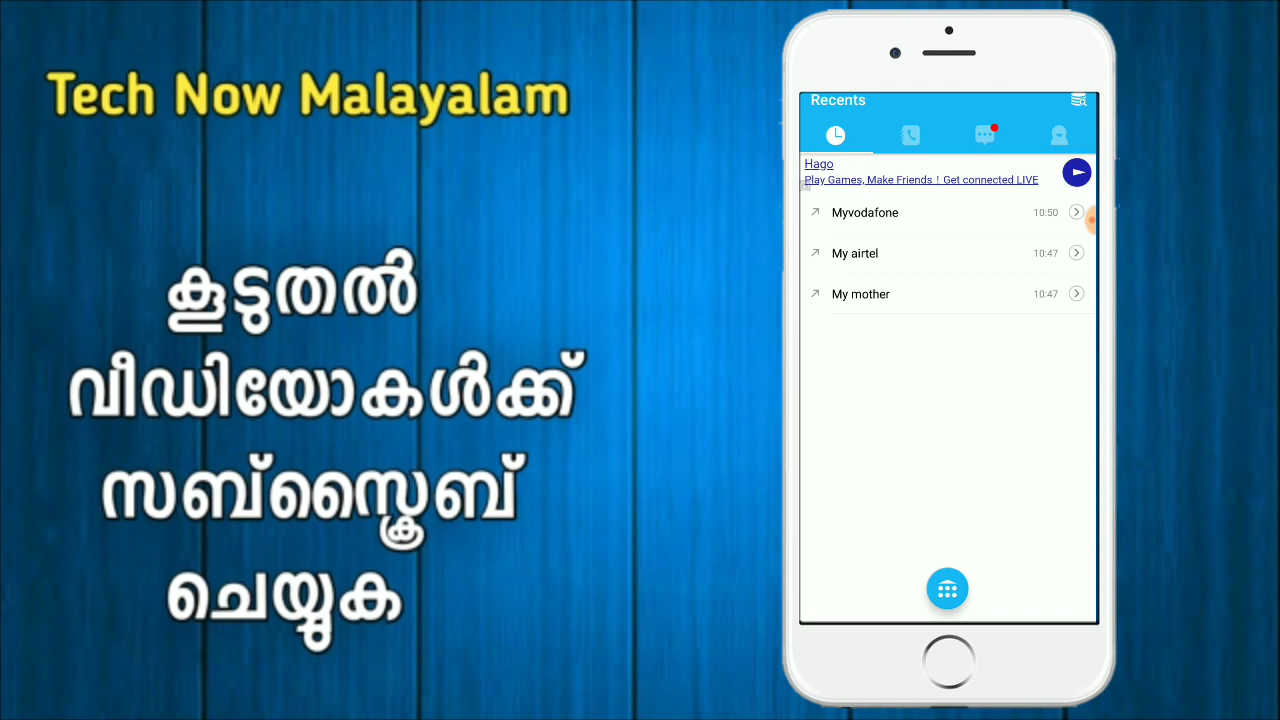 Tech Now Malayalam
കൂടുതൽ
വീഡിയോകൾക്ക്
സബ്സ്ക്രൈബ്
ചെയ്യുക
Recents
Hago
Play Games, Make Friends ! Get connected LIVE
Myvodafone 10:50
My airtel 10:47
My mother 10:47